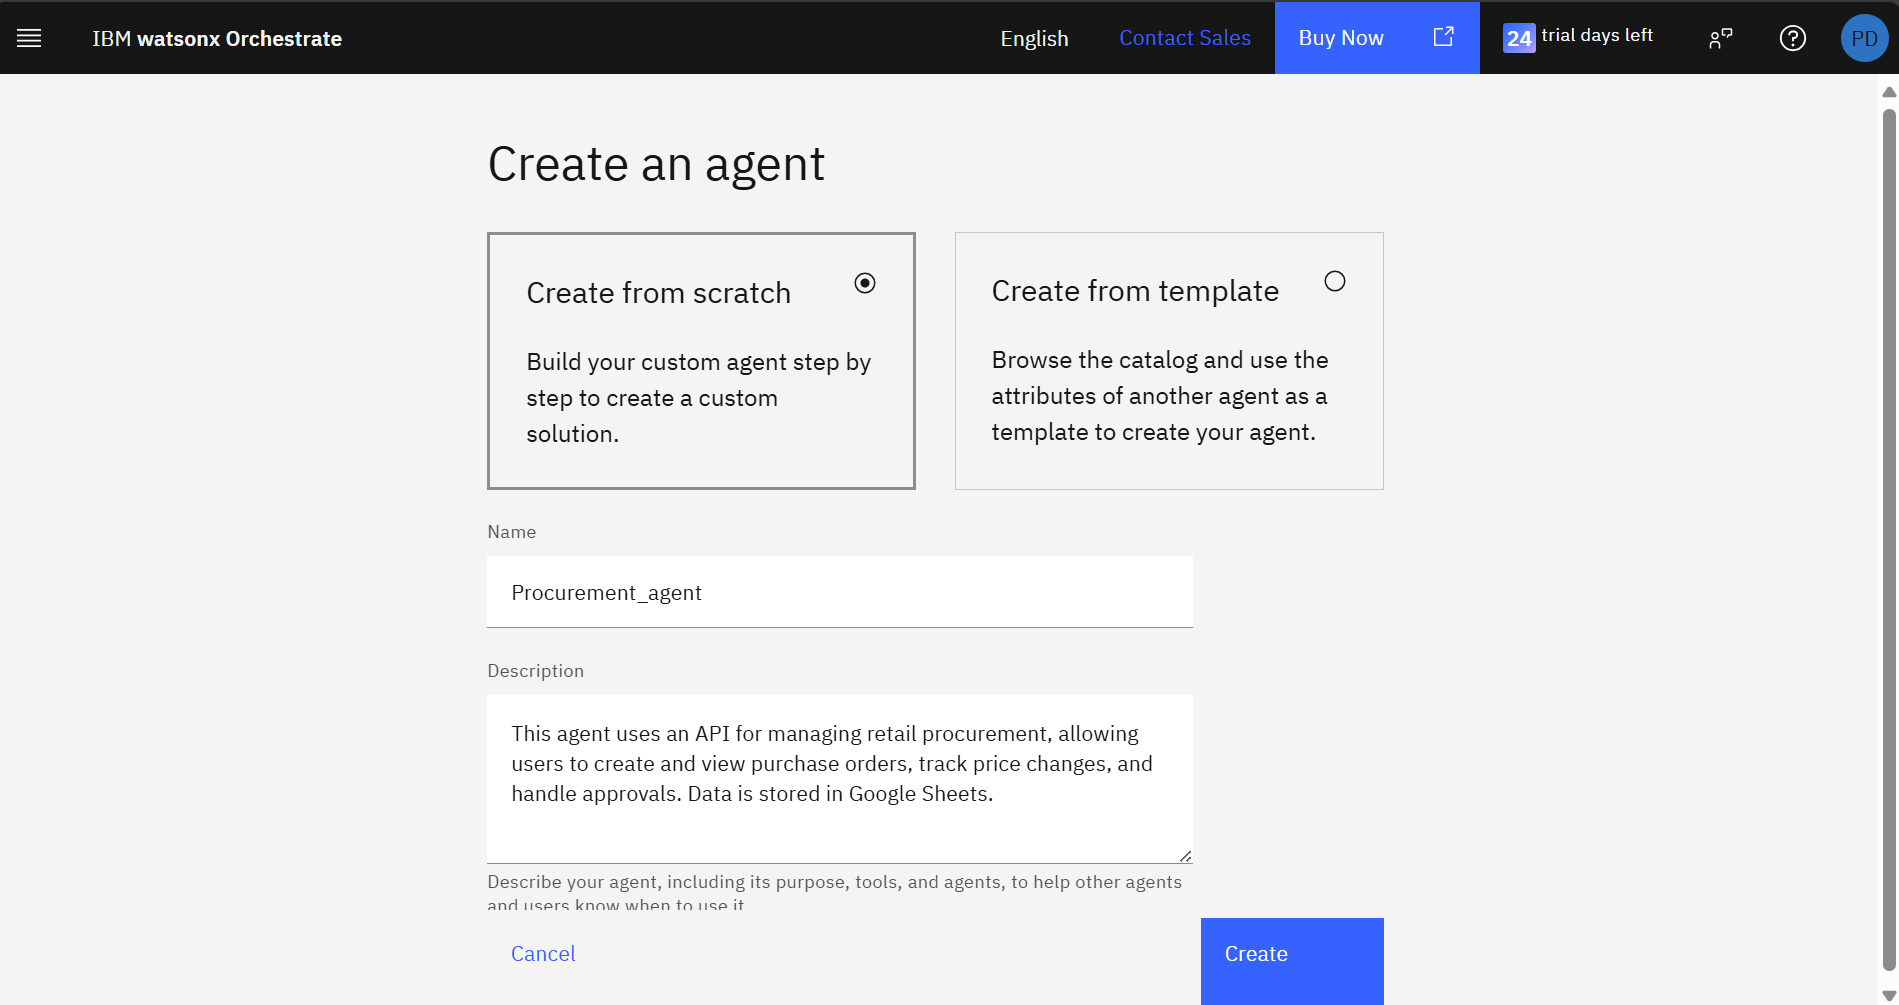 IBM watsonx Orchestrate
English
Contact Sales
Buy Now
24 trial days left
PD
Create an agent
Create from scratch
Build your custom agent step by
step to create a custom
solution.
Create from template
Browse the catalog and use the
attributes of another agent as a
template to create your agent.
Name
Procurement_agent
Description
This agent uses an API for managing retail procurement, allowing
users to create and view purchase orders, track price changes, and
handle approvals. Data is stored in Google Sheets.
Describe your agent, including its purpose, tools, and agents, to help other agents
and users know when to use it
Cancel
Create